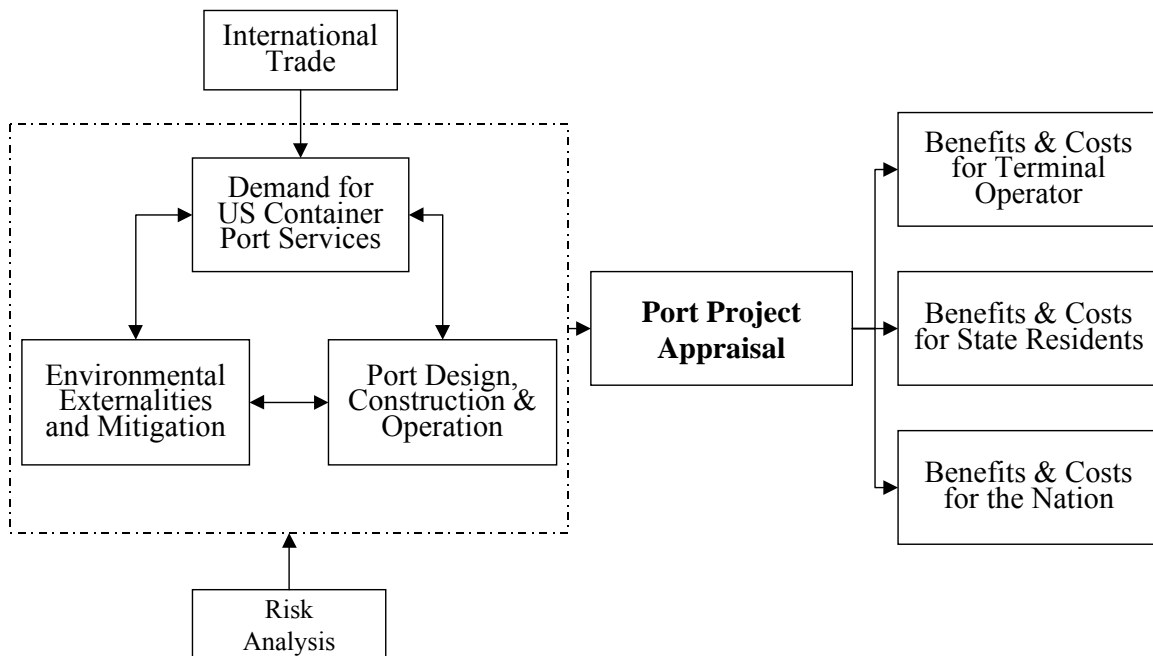 International
Trade
Demand for
US Container
Port Services
Environmental
Externalities
and Mitigation
Port Design,
Construction &
Operation
Risk
Analysis
Port Project
Appraisal
Benefits & Costs
for Terminal
Operator
Benefits & Costs
for State Residents
Benefits & Costs
for the Nation